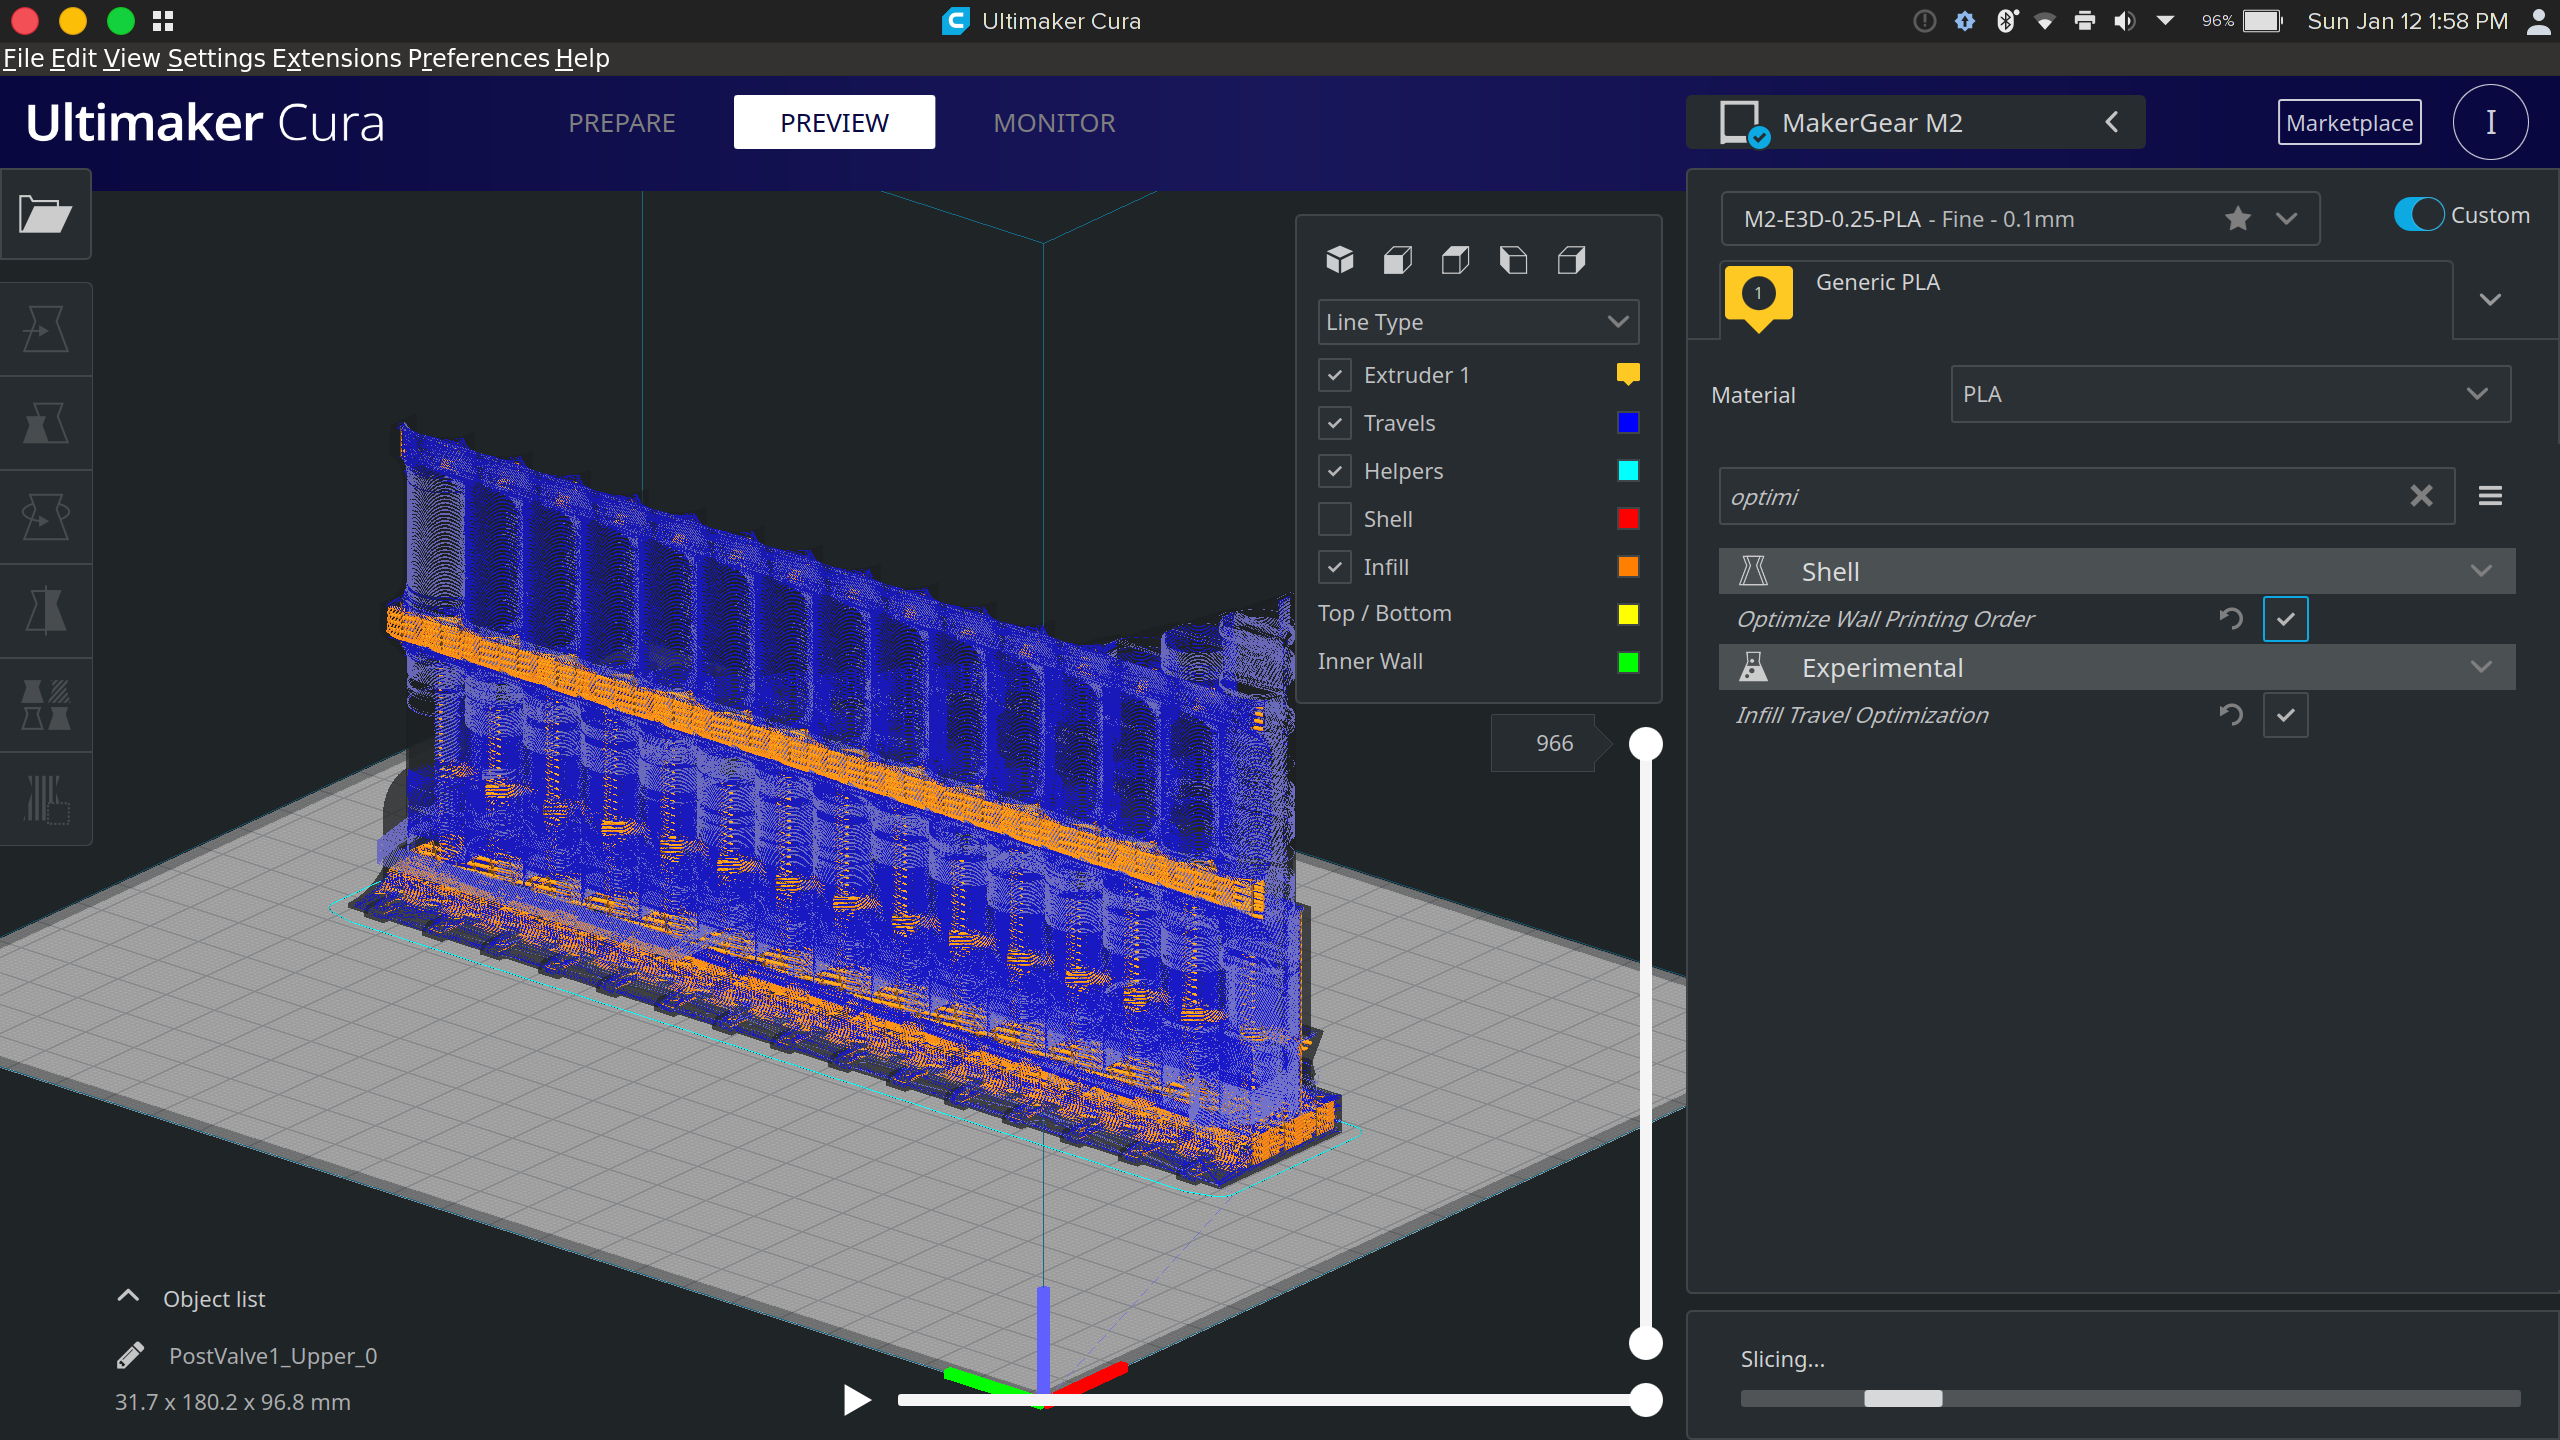 Ultimaker Cura
96%
Sun Jan 12 1:58 PM
File Edit View Settings Extensions Preferences Help
Ultimaker Cura
PREPARE
PREVIEW
MONITOR
MakerGear M2
Marketplace
I
M2-E3D-0.25-PLA - Fine - 0.1mm
Custom
1
Generic PLA
Material
PLA
optimi
Shell
Optimize Wall Printing Order
Experimental
Infill Travel Optimization
Line Type
Extruder 1
Travels
Helpers
Shell
Infill
Top / Bottom
Inner Wall
966
Object list
PostValve1_Upper_0
31.7 x 180.2 x 96.8 mm
Slicing...